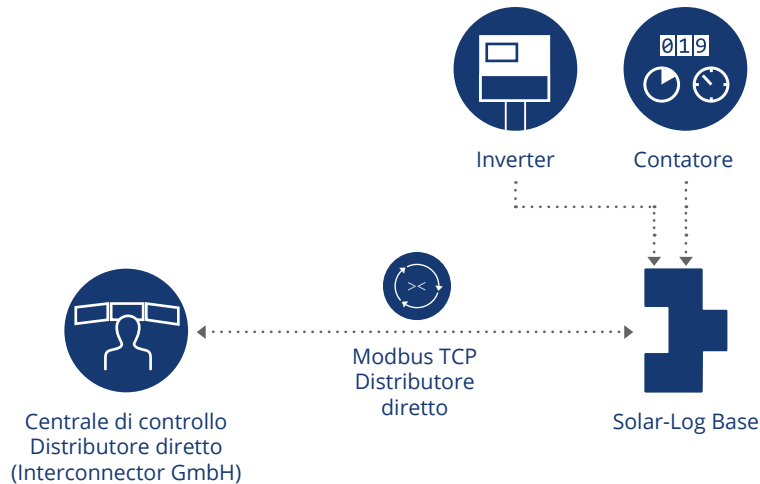 019
Inverter
Contatore
><
Modbus TCP
Distributore
diretto
Centrale di controllo
Distributore diretto
(Interconnector GmbH)
Solar-Log Base